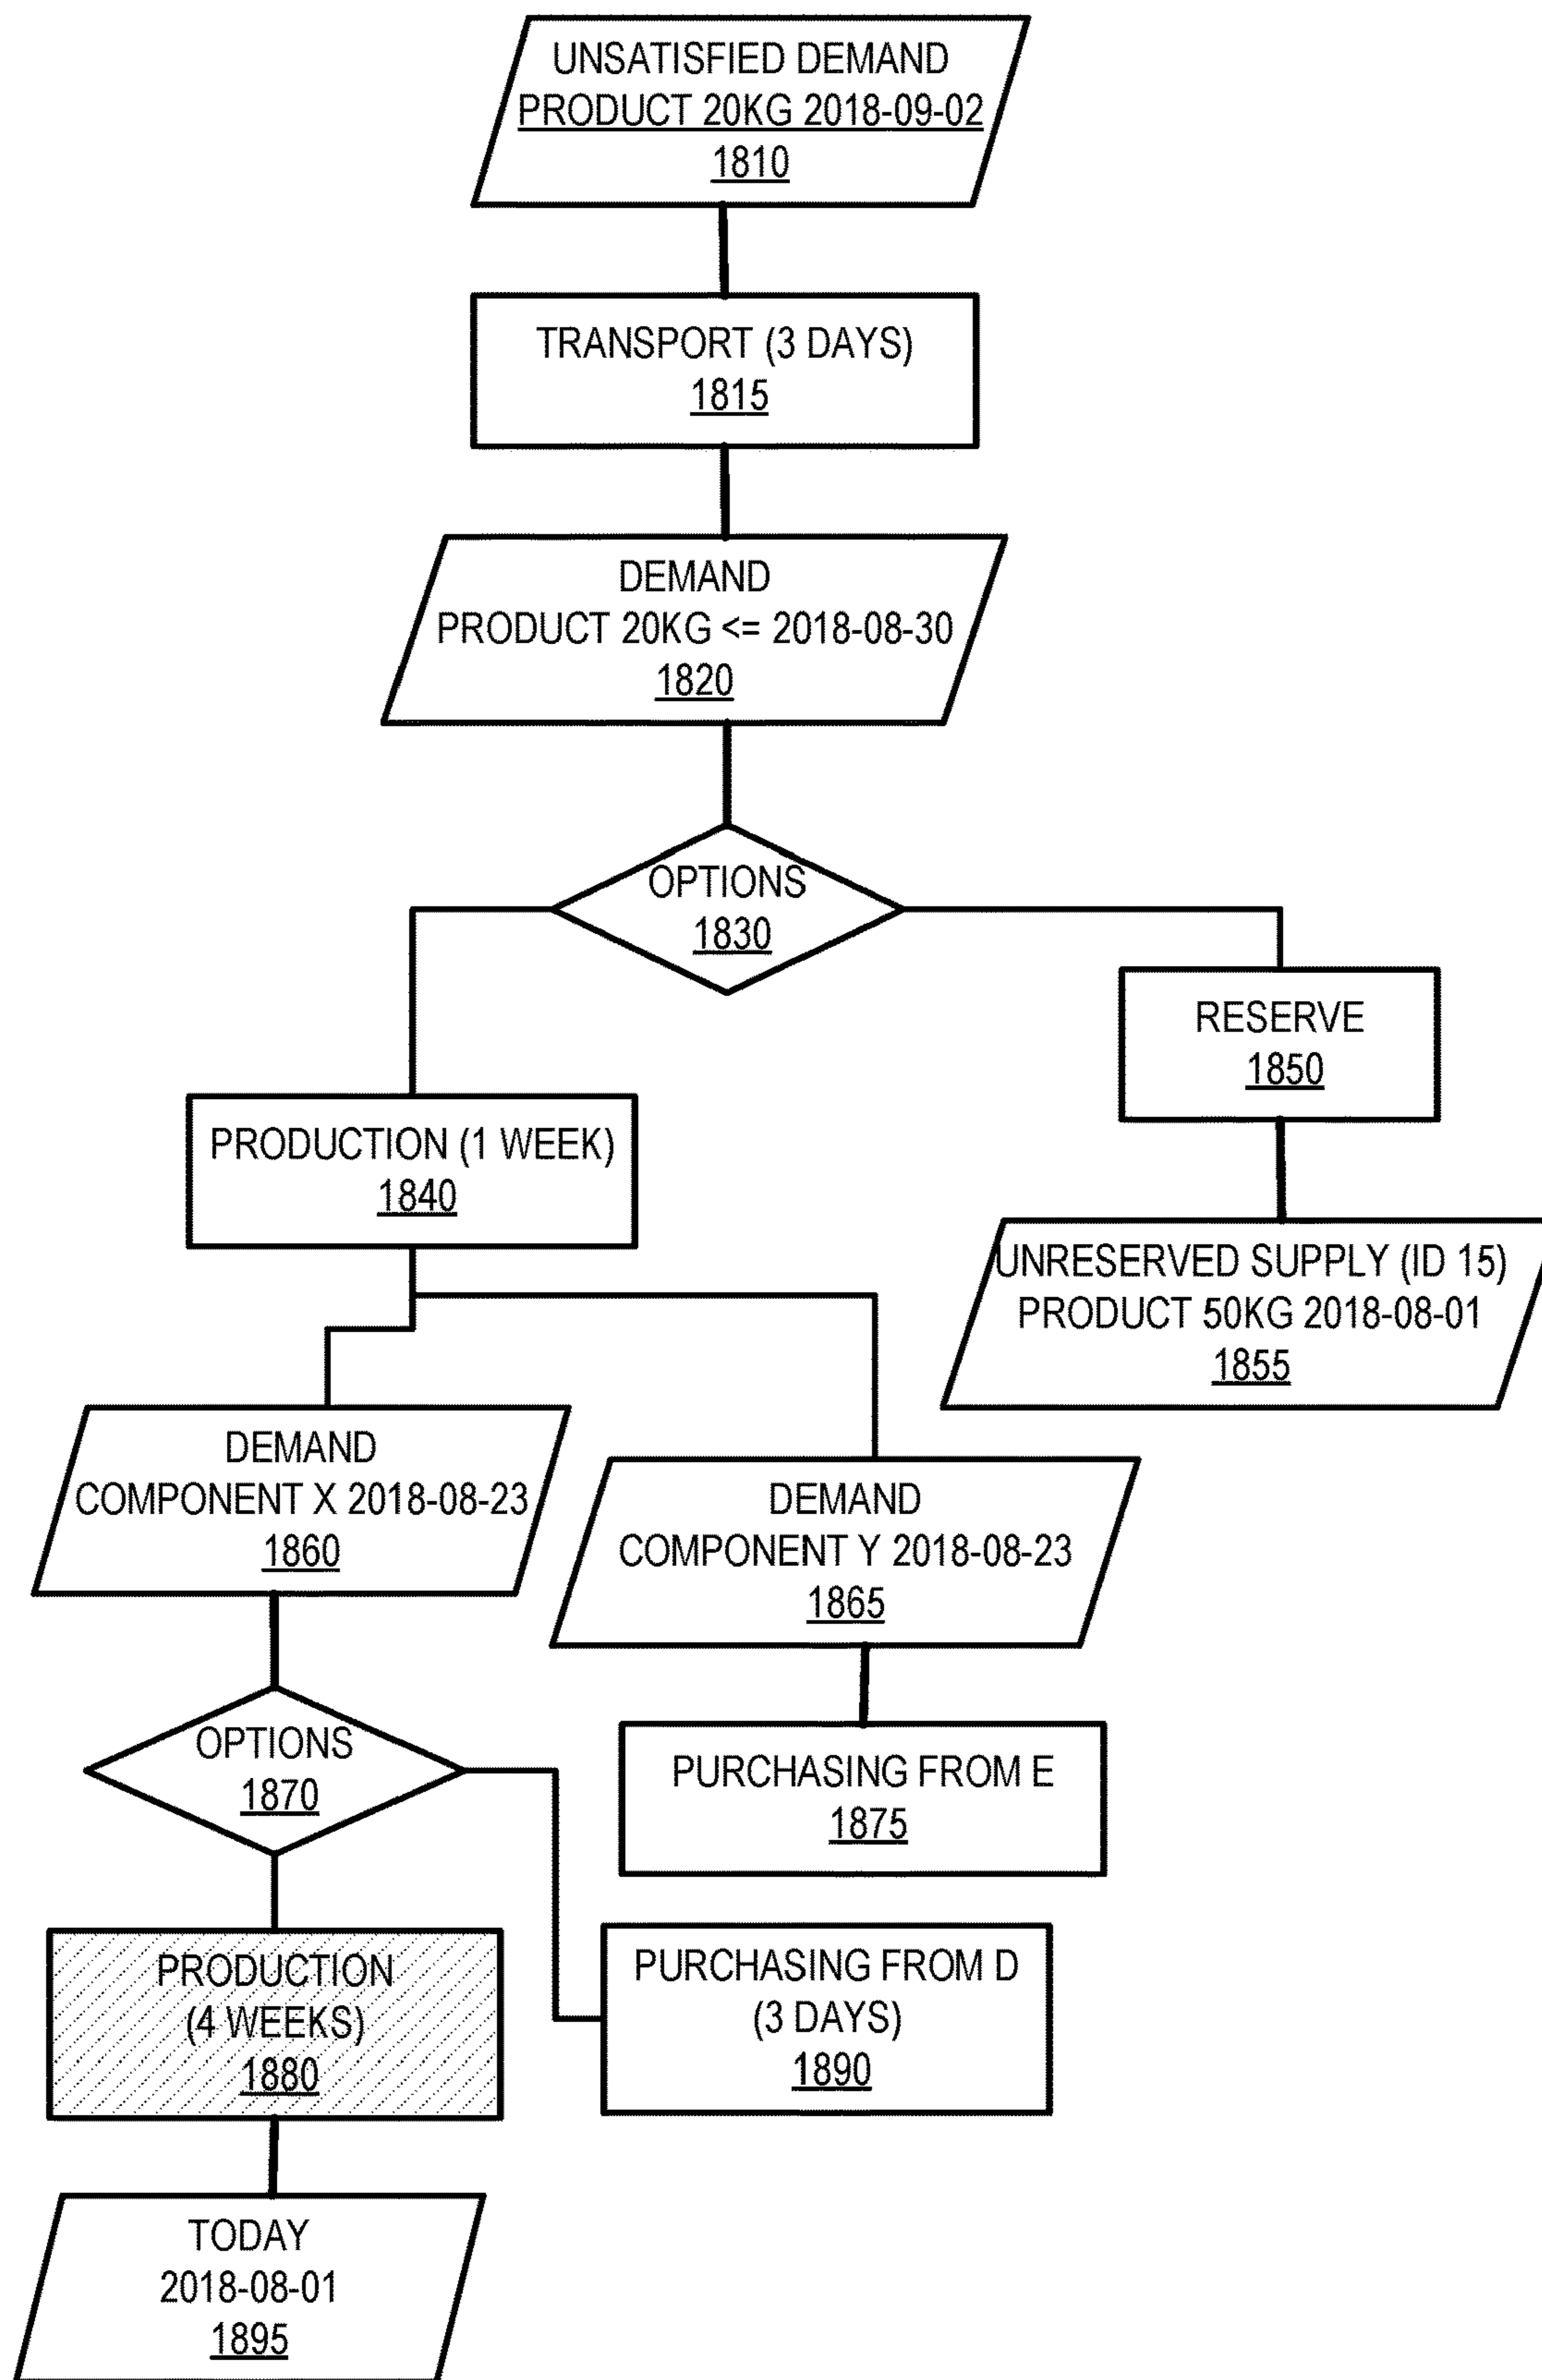 UNSATISFIED DEMAND
PRODUCT 20KG 2018-09-02
1810
TRANSPORT (3 DAYS)
1815
DEMAND
PRODUCT 20KG <= 2018-08-30
1820
OPTIONS
1830
RESERVE
1850
PRODUCTION (1 WEEK)
1840
UNRESERVED SUPPLY (ID 15)
PRODUCT 50KG 2018-08-01
1855
DEMAND
COMPONENT X 2018-08-23
1860
DEMAND
COMPONENT Y 2018-08-23
1865
OPTIONS
1870
PURCHASING FROM E
1875
PRODUCTION
(4 WEEKS)
1880
PURCHASING FROM D
(3 DAYS)
1890
TODAY
2018-08-01
1895